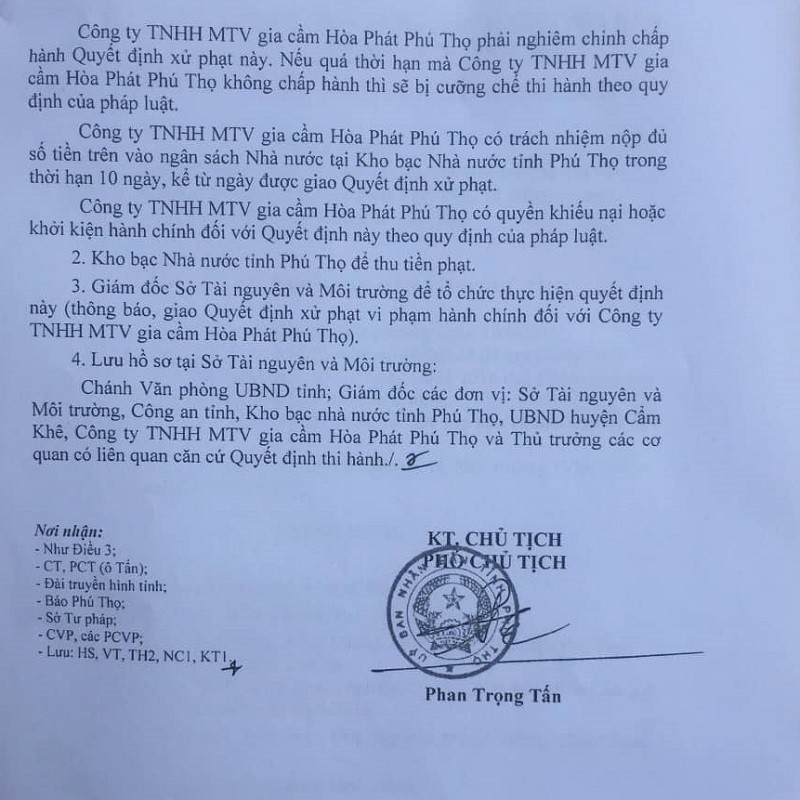 Công ty TNHH MTV gia cầm Hòa Phát Phú Thọ phải nghiêm chỉnh chấp
hành Quyết định xử phạt này. Nếu quá thời hạn mà Công ty TNHH MTV gia
cầm Hòa Phát Phú Thọ không chấp hành thì sẽ bị cưỡng chế thi hành theo quy
định của pháp luật.
Công ty TNHH MTV gia cầm Hòa Phát Phú Thọ có trách nhiệm nộp đủ
số tiền trên vào ngân sách Nhà nước tại Kho bạc Nhà nước tỉnh Phú Thọ trong
thời hạn 10 ngày, kể từ ngày được giao Quyết định xử phạt.
Công ty TNHH MTV gia cầm Hòa Phát Phú Thọ có quyền khiếu nại hoặc
khởi kiện hành chính đối với Quyết định này theo quy định của pháp luật.
2. Kho bạc Nhà nước tỉnh Phú Thọ để thu tiền phạt.
3. Giám đốc Sở Tài nguyên và Môi trường để tổ chức thực hiện quyết định
này (thông báo, giao Quyết định xử phạt vi phạm hành chính đối với Công ty
TNHH MTV gia cầm Hòa Phát Phú Thọ).
4. Lưu hồ sơ tại Sở Tài nguyên và Môi trường:
Chánh Văn phòng UBND tỉnh; Giám đốc các đơn vị: Sở Tài nguyên và
Môi trường, Công an tỉnh, Kho bạc nhà nước tỉnh Phú Thọ, UBND huyện Cẩm
Khê, Công ty TNHH MTV gia cầm Hòa Phát Phú Thọ và Thủ trưởng các cơ
quan có liên quan căn cứ Quyết định thi hành./.
Nơi nhận:
- Như Điều 3;
- CT, PCT (ô Tấn);
- Đài truyền hình tỉnh;
- Báo Phú Thọ;
- Sở Tư pháp;
- CVP, các PCVP;
- Lưu: HS, VT, TH2, NC1, KT1.
KT. CHỦ TỊCH
PHÓ CHỦ TỊCH
ỦY BAN NHÂN DÂN TỈNH PHÚ THỌ
Phan Trọng Tấn